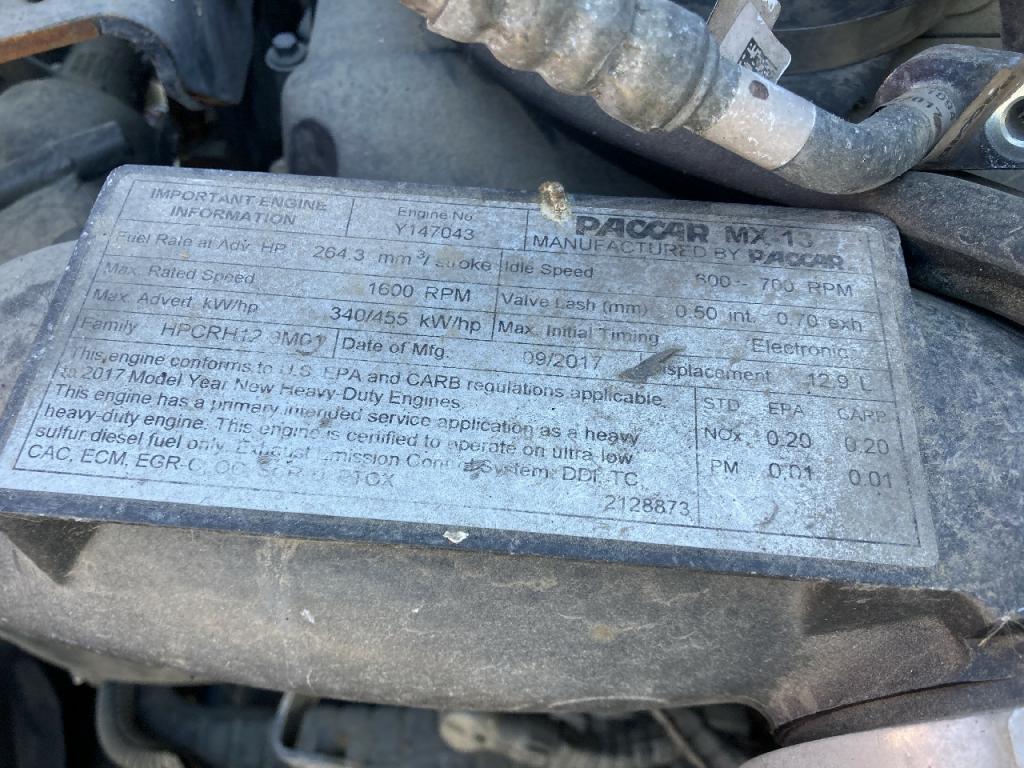 IMPORTANT ENGINE
INFORMATION
Engine No.
Y147043
PACCAR MX 13
MANUFACTURED BY PACCAR
Fuel Rate at Adv. HP 264.3 mm³/stroke
Idle Speed 600 - 700 RPM
Max. Rated Speed 1600 RPM
Valve Lash (mm) 0.50 int. 0.70 exh
Max. Advert. kW/hp 340/455 kW/hp
Max. Initial Timing Electronic
Family
Date of Mfg. 09/2017
12.9 L
This engine conforms to U.S. EPA and CARB regulations applicable
to 2017 Model Year New Heavy-Duty Engines.
This engine has a primary intended service application as a heavy
heavy-duty engine. This engine is certified to operate on ultra low
sulfur diesel fuel only. System: DDI, TC,
CAC, ECM, EGR-C,
2128873
STD EPA CARB
NOx 0.20 0.20
PM 0.01 0.01